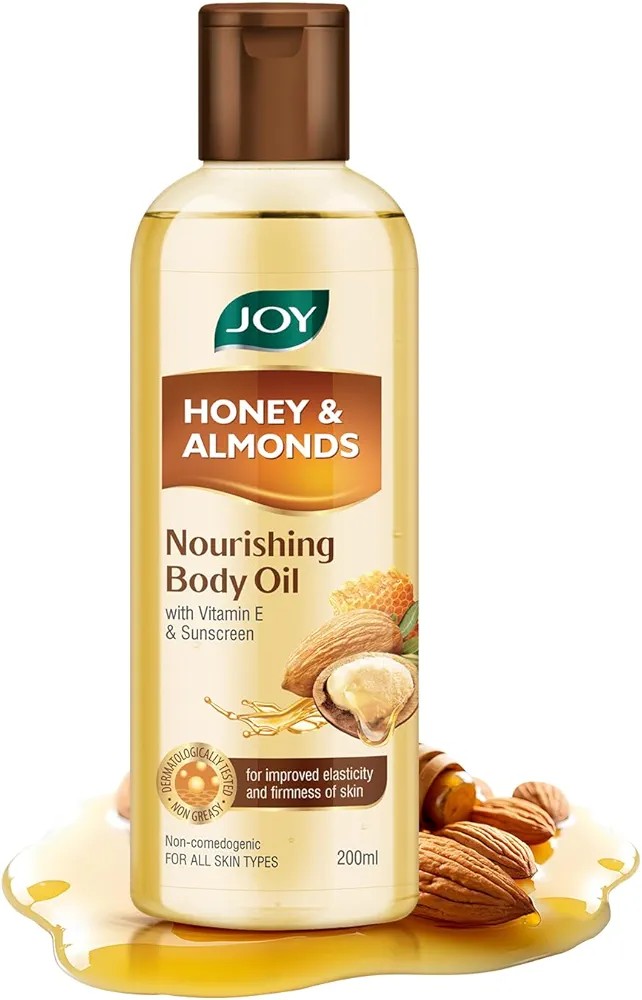 JOY
HONEY &
ALMONDS
Nourishing
Body Oil
with Vitamin E
& Sunscreen
DERMATOLOGICALLY TESTED
• NON GREASY •
for improved elasticity
and firmness of skin
Non-comedogenic
FOR ALL SKIN TYPES
200ml